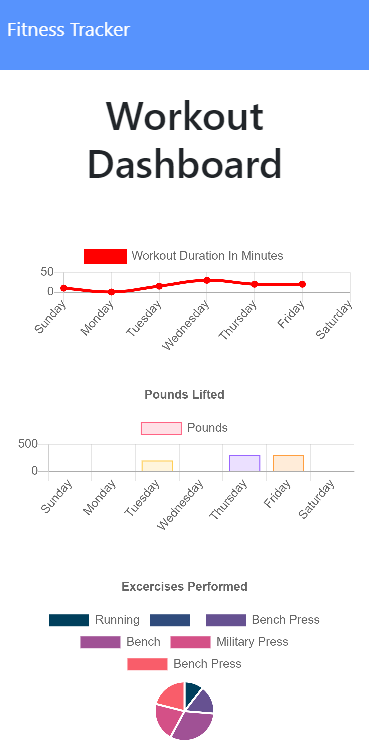 Fitness Tracker
Workout
Dashboard
Workout Duration In Minutes
50
0
Sunday Monday Tuesday Wednesday Thursday Friday Saturday
Pounds Lifted
Pounds
500
0
Sunday Monday Tuesday Wednesday Thursday Friday Saturday
Excercises Performed
Running Bench Press
Bench Military Press
Bench Press